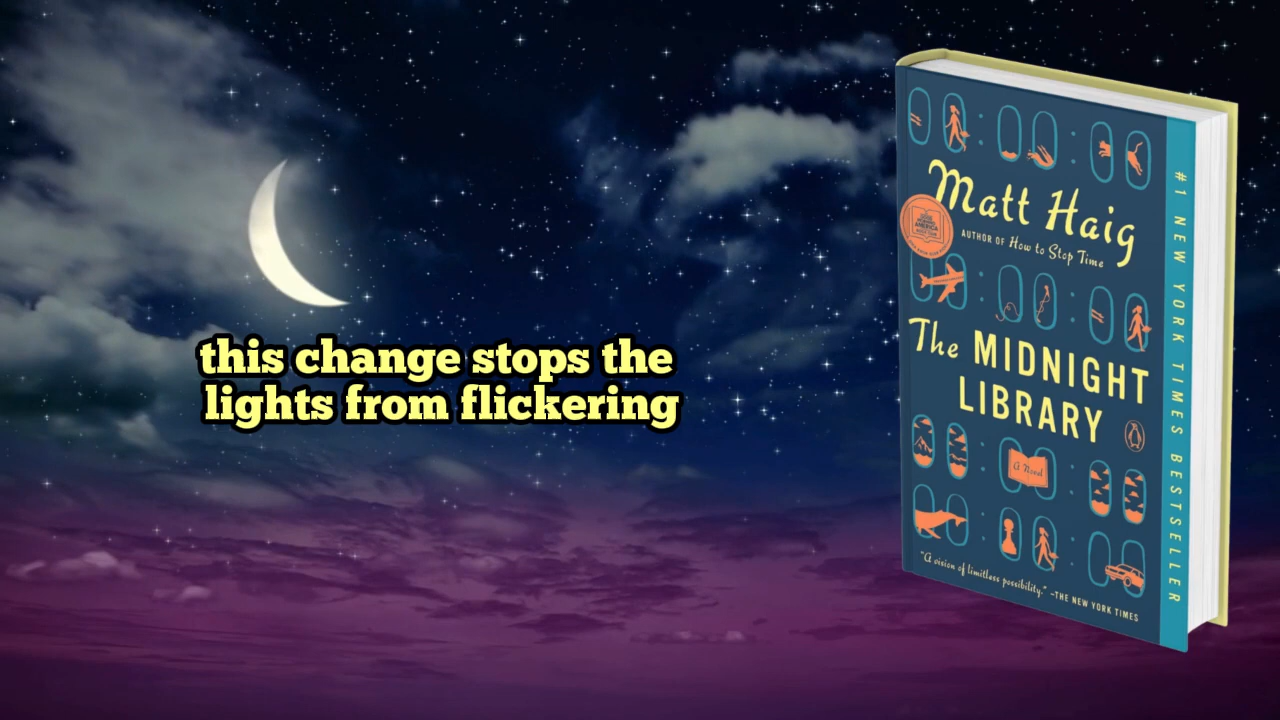 this change stops the
lights from flickering
Matt Haig
AUTHOR OF How to Stop Time
The MIDNIGHT
LIBRARY
A Novel
"A vision of limitless possibility." —THE NEW YORK TIMES
#1 NEW YORK TIMES BESTSELLER